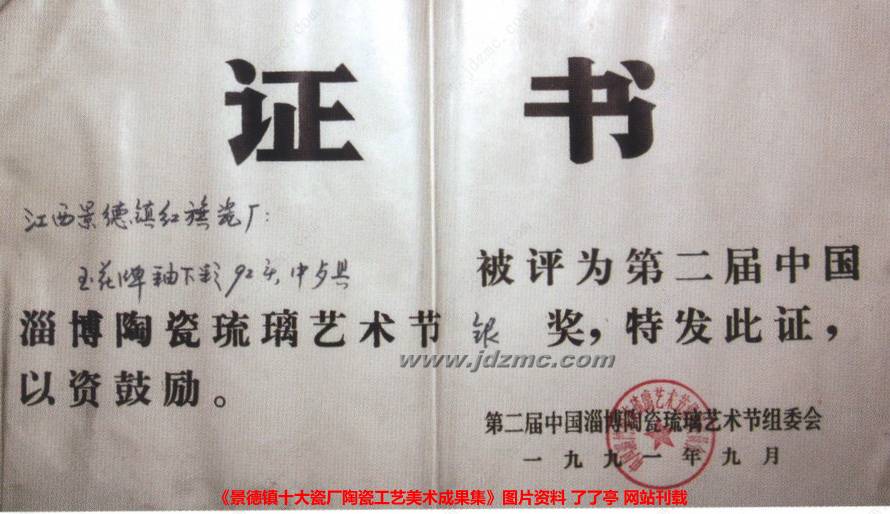 证 书
江西景德镇红旗瓷厂：
玉花牌釉下彩92头中歺具 被评为第二届中国
淄博陶瓷琉璃艺术节 银 奖，特发此证，
以资鼓励。
www.jdzmc.com
第二届中国淄博陶瓷琉璃艺术节组委会
一九九一年九月
《景德镇十大瓷厂陶瓷工艺美术成果集》图片资料 了了亭 网站刊载